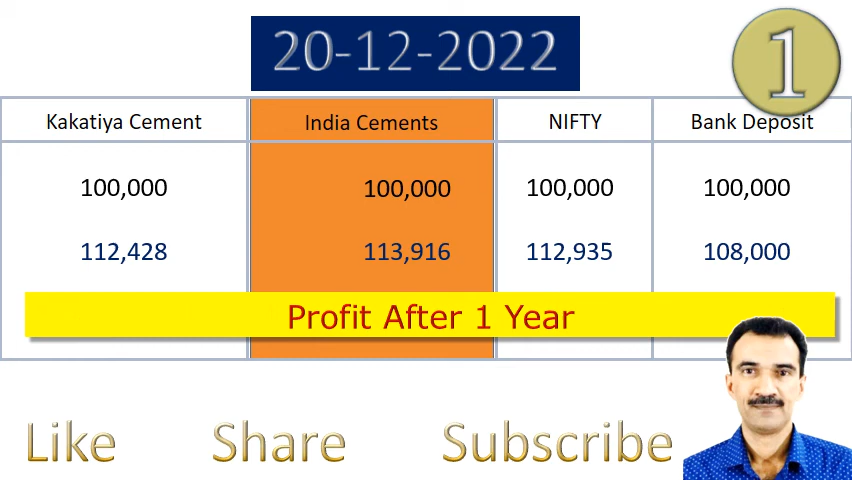 20-12-2022
1
Kakatiya Cement India Cements NIFTY Bank Deposit
100,000 100,000 100,000 100,000
112,428 113,916 112,935 108,000
Profit After 1 Year
Like Share Subscribe